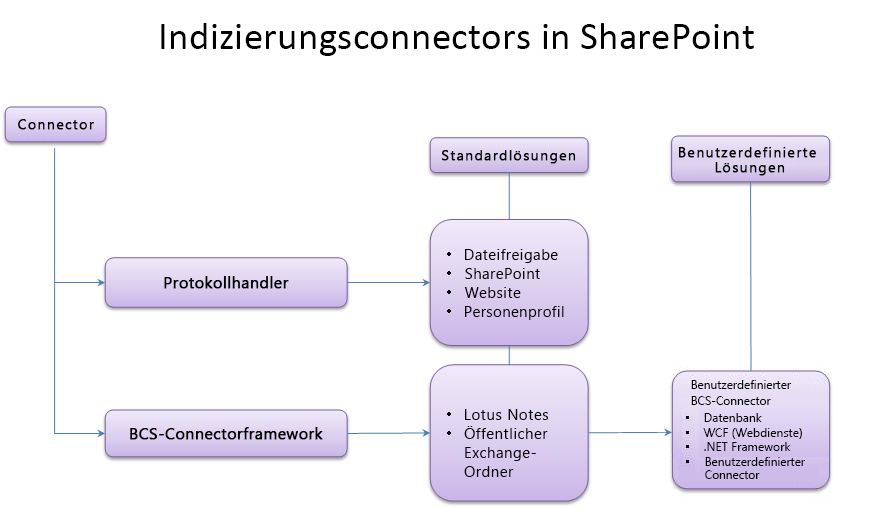 Indizierungsconnectors in SharePoint
Connector
Standardlösungen
Benutzerdefinierte
Lösungen
Protokollhandler
• Dateifreigabe
• SharePoint
• Website
• Personenprofil
BCS-Connectorframework
• Lotus Notes
• Öffentlicher
Exchange-
Ordner
Benutzerdefinierter
BCS-Connector
• Datenbank
• WCF (Webdienste)
• .NET Framework
• Benutzerdefinierter
Connector